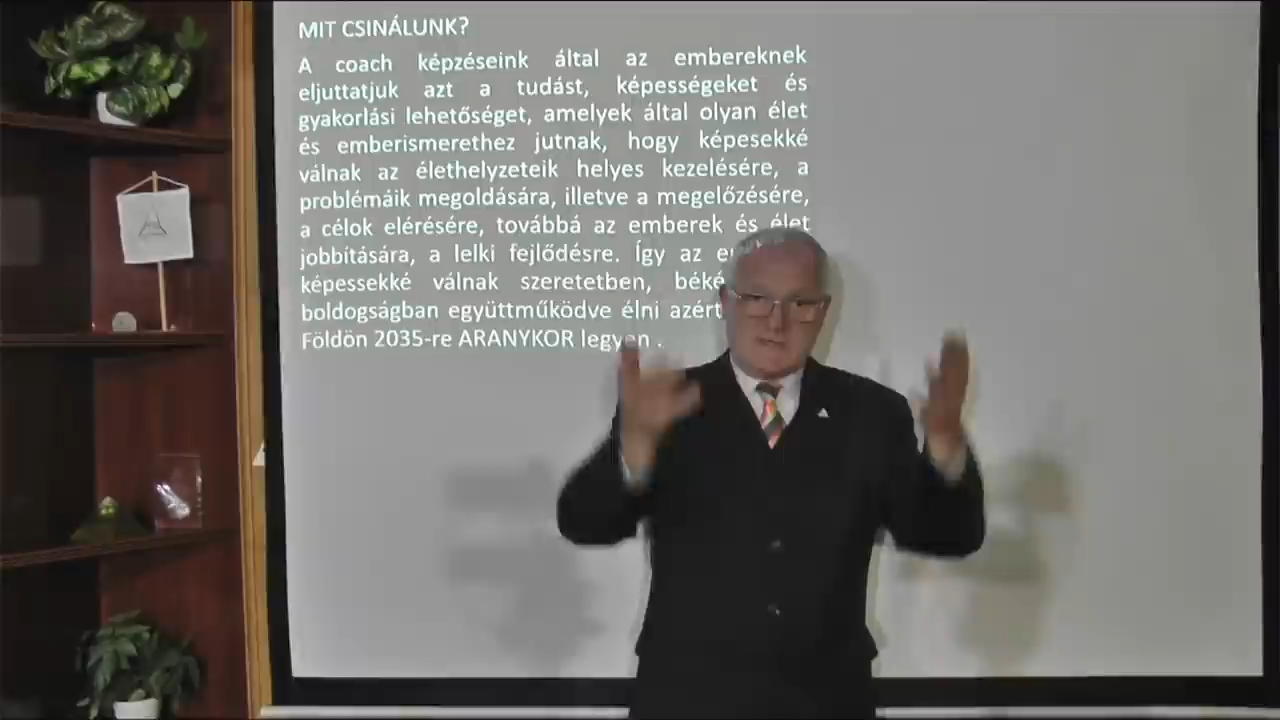 MIT CSINÁLUNK?
A coach képzéseink által az embereknek
eljuttatjuk azt a tudást, képességeket és
gyakorlási lehetőséget, amelyek által olyan élet
és emberismerethez jutnak, hogy képesekké
válnak az élethelyzeteik helyes kezelésére, a
problémáik megoldására, illetve a megelőzésére,
a célok elérésére, továbbá az emberek és élet
jobbítására, a lelki fejlődésre. Így az
képessekké válnak szeretetben,
boldogságban együttműködve élni azért
Földön 2035-re ARANYKOR legyen .